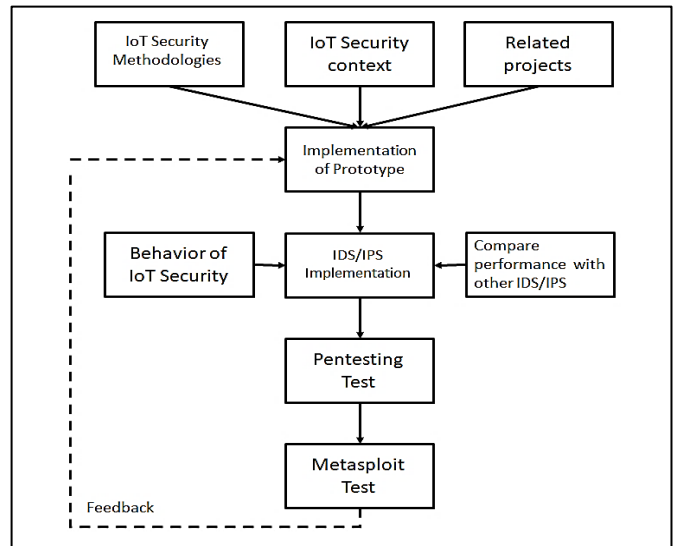 IoT Security
Methodologies
IoT Security
context
Related
projects
Implementation
of Prototype
Behavior of
IoT Security
IDS/IPS
Implementation
Compare
performance with
other IDS/IPS
Pentesting
Test
Metasploit
Test
Feedback